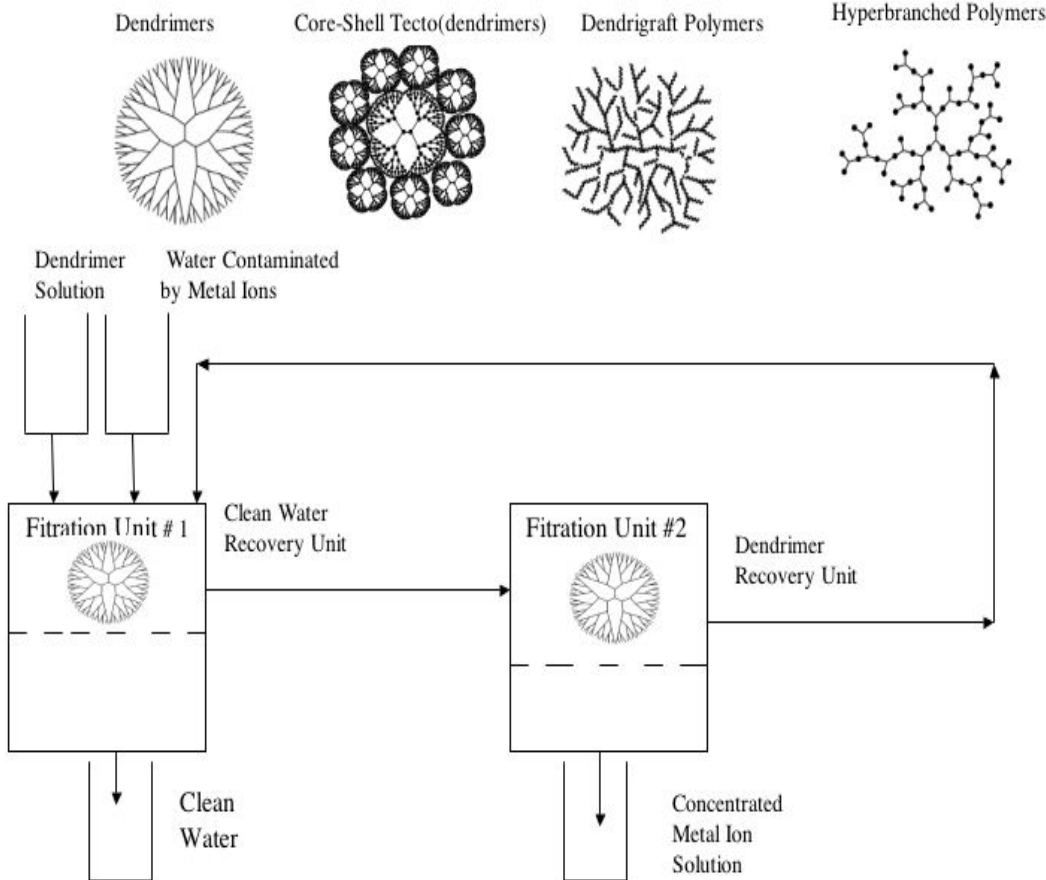 Dendrimers
Core-Shell Tecto(dendrimers)
Dendrigraft Polymers
Hyperbranched Polymers
Dendrimer
Solution
Water Contaminated
by Metal Ions
Fitration Unit # 1
Clean Water
Recovery Unit
Fitration Unit #2
Dendrimer
Recovery Unit
Clean
Water
Concentrated
Metal Ion
Solution